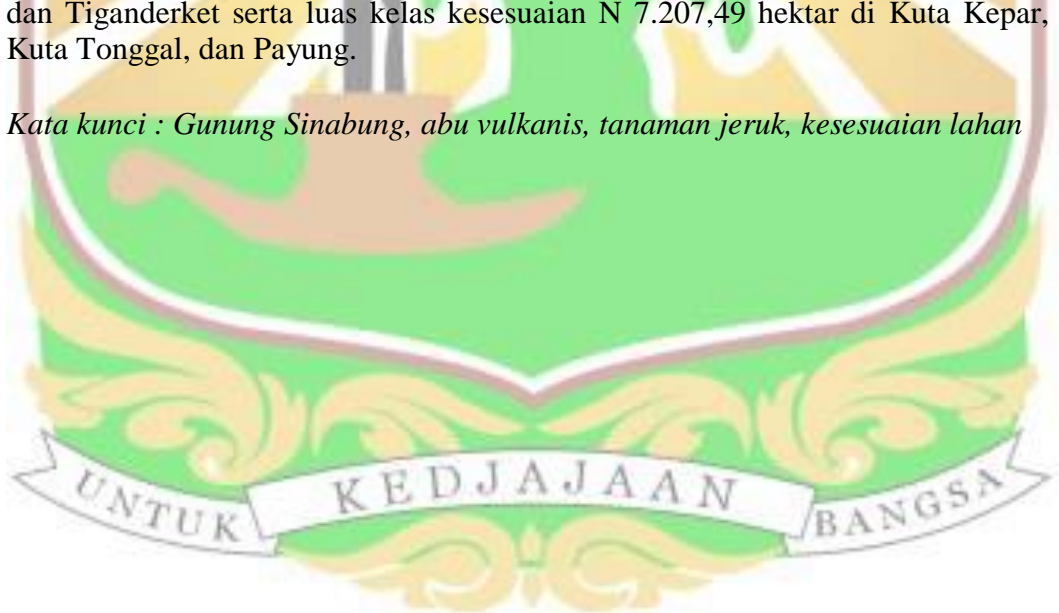 dan Tiganderket serta luas kelas kesesuaian N 7.207,49 hektar di Kuta Kepar,
Kuta Tonggal, dan Payung.
Kata kunci : Gunung Sinabung, abu vulkanis, tanaman jeruk, kesesuaian lahan
UNTUK KEDJAJAAN BANGSA